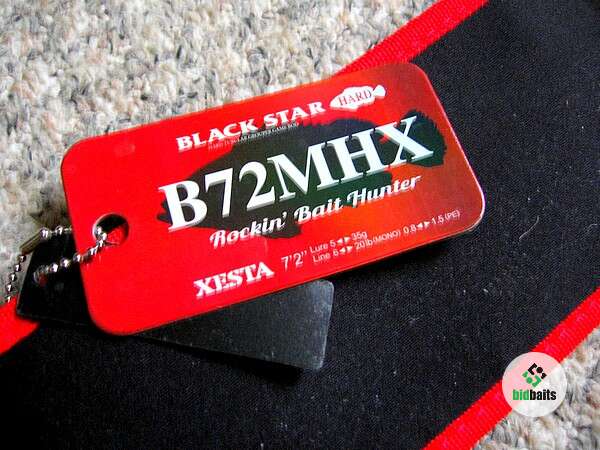 BLACK STAR HARD
B72MHX
Rockin' Bait Hunter
XESTA 7'2" Lure 5◄►35g
Line 6◄►20lb(MONO) 0.8◄►1.5(PE)
bidbaits